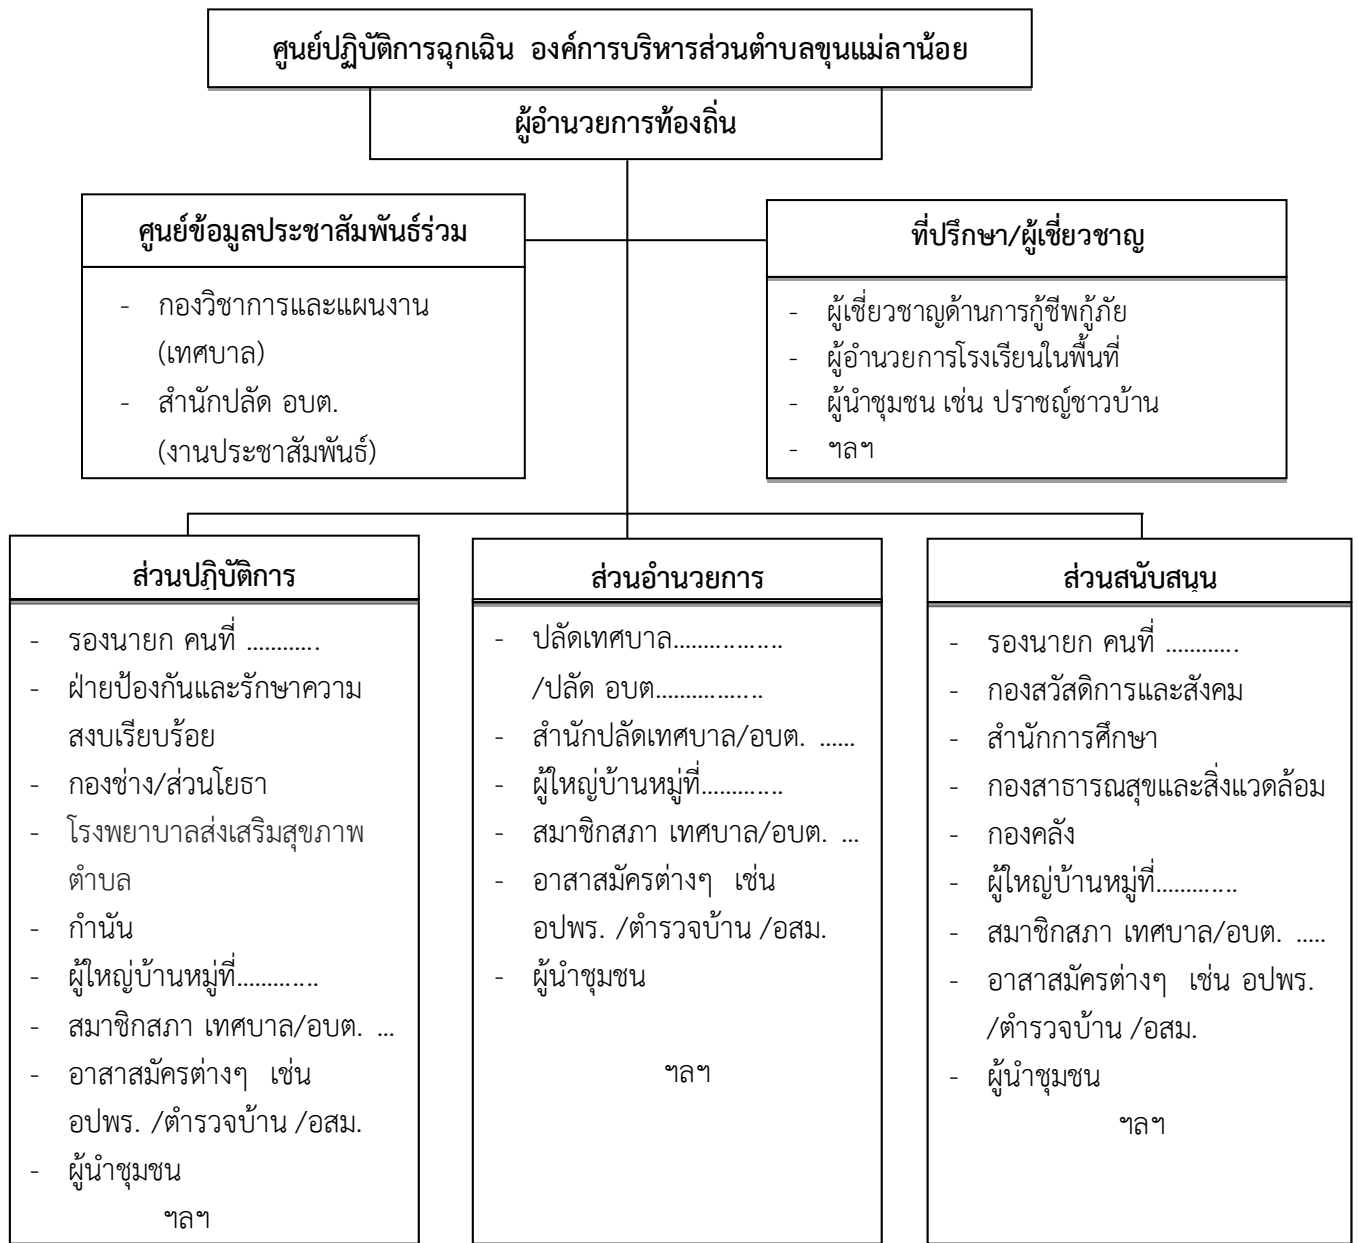 ศูนย์ปฏิบัติการฉุกเฉิน องค์การบริหารส่วนตำบลขุนแม่ลาน้อย
ผู้อำนวยการท้องถิ่น
ศูนย์ข้อมูลประชาสัมพันธ์ร่วม
- กองวิชาการและแผนงาน
(เทศบาล)
- สำนักปลัด อบต.
(งานประชาสัมพันธ์)
ที่ปรึกษา/ผู้เชี่ยวชาญ
- ผู้เชี่ยวชาญด้านการกู้ชีพกู้ภัย
- ผู้อำนวยการโรงเรียนในพื้นที่
- ผู้นำชุมชน เช่น ปราชญ์ชาวบ้าน
- ฯลฯ
ส่วนปฏิบัติการ
- รองนายก คนที่ ............
- ฝ่ายป้องกันและรักษาความ
สงบเรียบร้อย
- กองช่าง/ส่วนโยธา
- โรงพยาบาลส่งเสริมสุขภาพ
ตำบล
- กำนัน
- ผู้ใหญ่บ้านหมู่ที่.............
- สมาชิกสภา เทศบาล/อบต. ...
- อาสาสมัครต่างๆ เช่น
อปพร. /ตำรวจบ้าน /อสม.
- ผู้นำชุมชน
ฯลฯ
ส่วนอำนวยการ
- ปลัดเทศบาล.................
/ปลัด อบต.................
- สำนักปลัดเทศบาล/อบต. ......
- ผู้ใหญ่บ้านหมู่ที่.............
- สมาชิกสภา เทศบาล/อบต. ...
- อาสาสมัครต่างๆ เช่น
อปพร. /ตำรวจบ้าน /อสม.
- ผู้นำชุมชน
ฯลฯ
ส่วนสนับสนุน
- รองนายก คนที่ ............
- กองสวัสดิการและสังคม
- สำนักการศึกษา
- กองสาธารณสุขและสิ่งแวดล้อม
- กองคลัง
- ผู้ใหญ่บ้านหมู่ที่.............
- สมาชิกสภา เทศบาล/อบต. .....
- อาสาสมัครต่างๆ เช่น อปพร.
/ตำรวจบ้าน /อสม.
- ผู้นำชุมชน
ฯลฯ